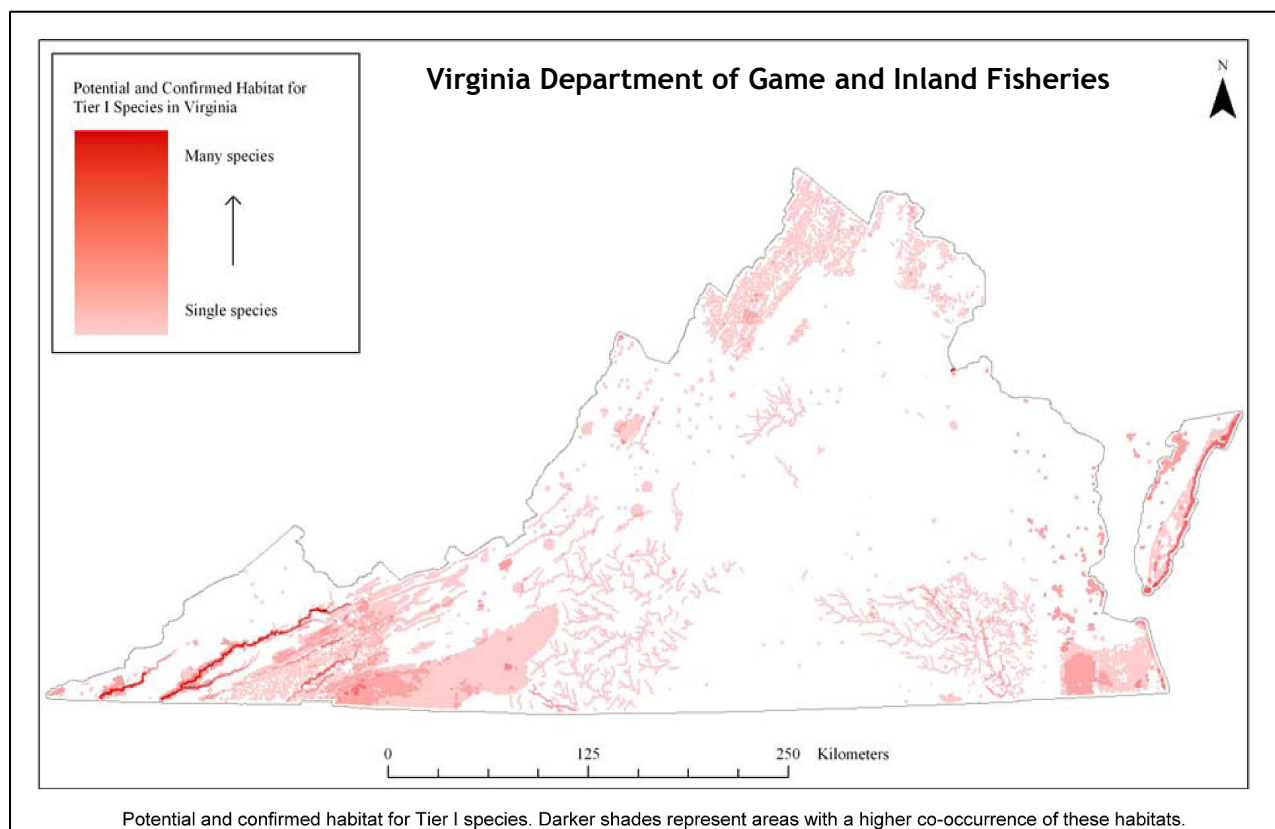 Virginia Department of Game and Inland Fisheries
N
Potential and Confirmed Habitat for
Tier I Species in Virginia
Many species
Single species
0 125 250 Kilometers
Potential and confirmed habitat for Tier I species. Darker shades represent areas with a higher co-occurrence of these habitats.